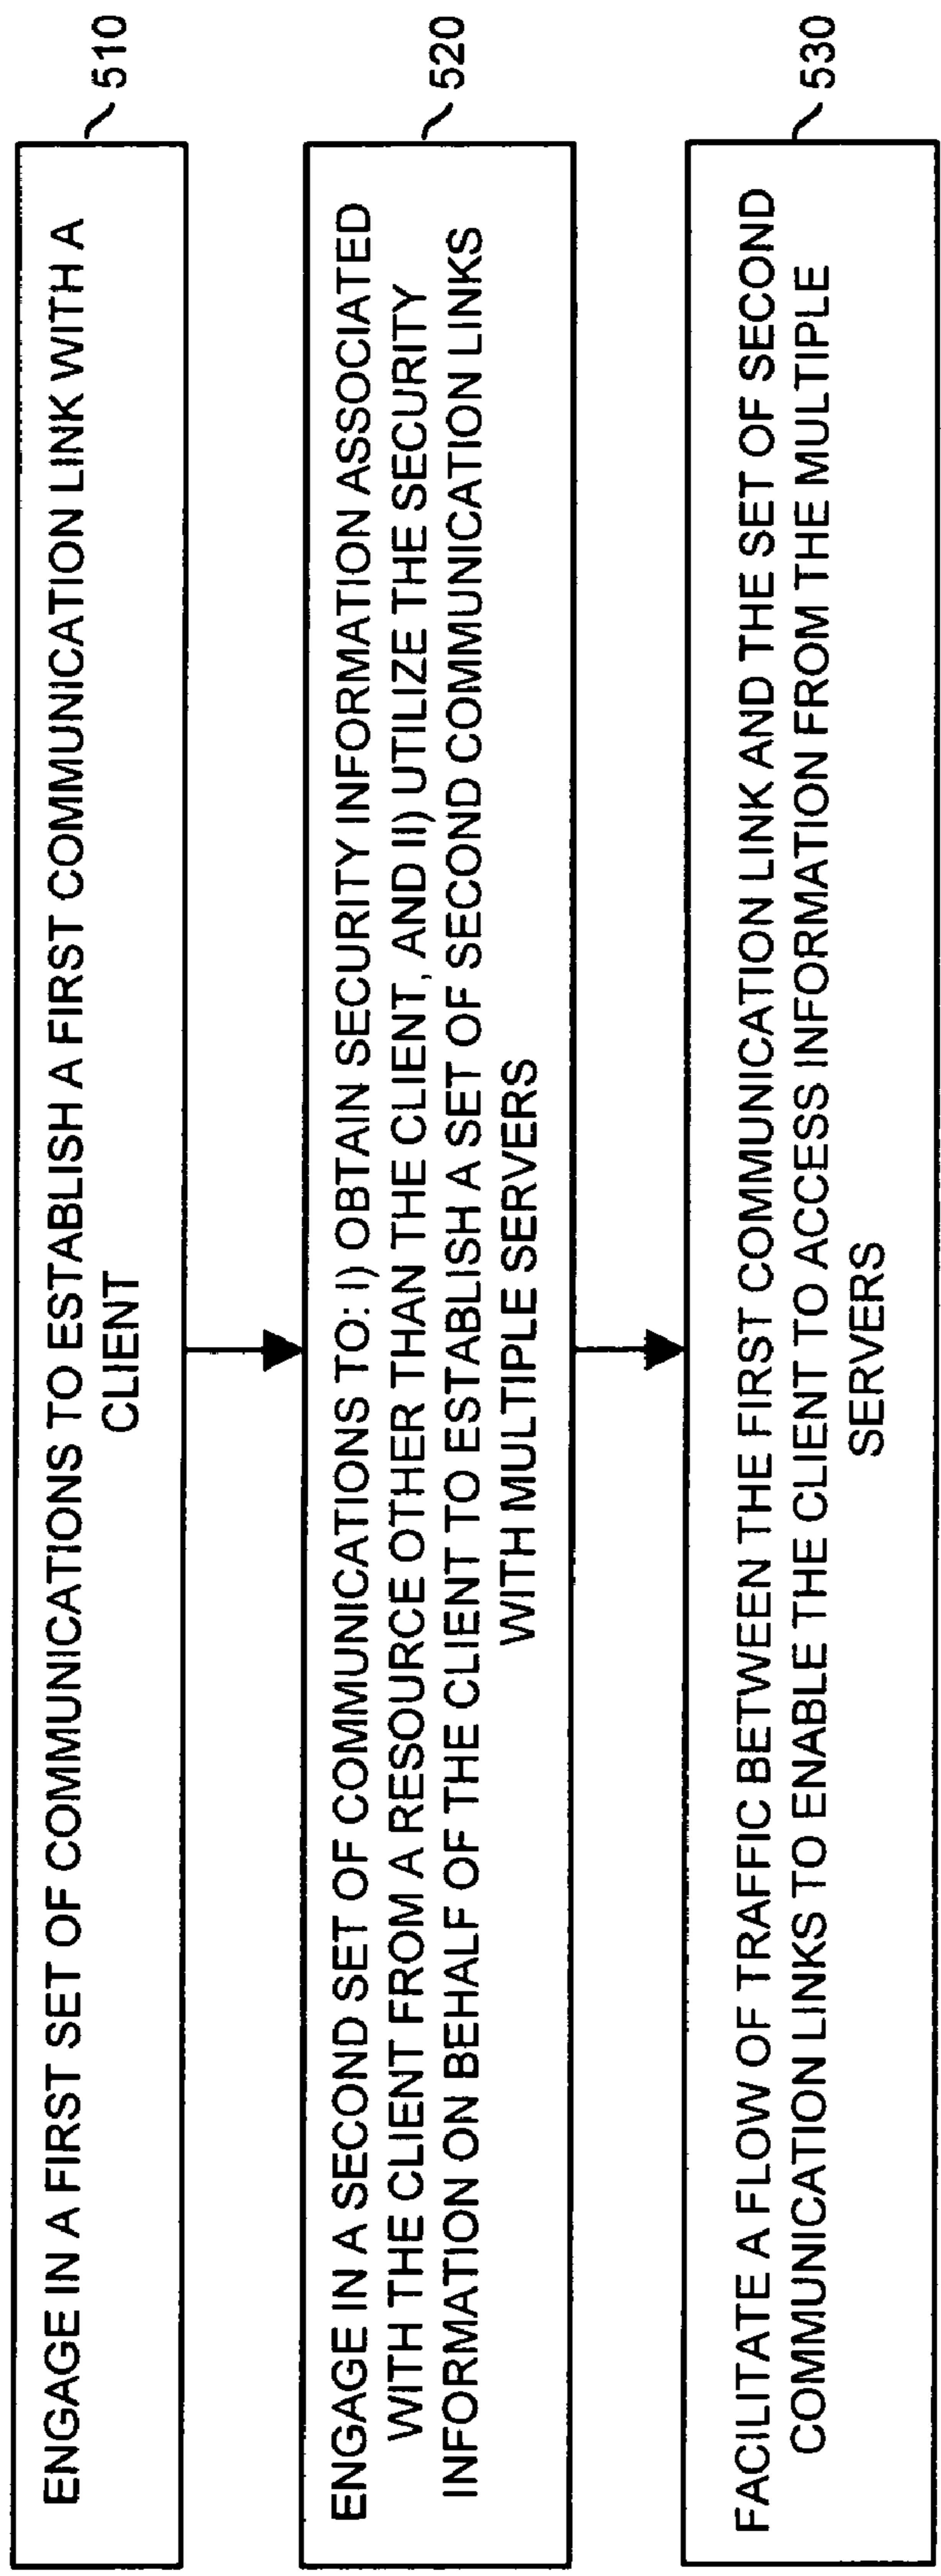 ENGAGE IN A FIRST SET OF COMMUNICATIONS TO ESTABLISH A FIRST COMMUNICATION LINK WITH A
CLIENT
510
ENGAGE IN A SECOND SET OF COMMUNICATIONS TO: I) OBTAIN SECURITY INFORMATION ASSOCIATED
WITH THE CLIENT FROM A RESOURCE OTHER THAN THE CLIENT, AND II) UTILIZE THE SECURITY
INFORMATION ON BEHALF OF THE CLIENT TO ESTABLISH A SET OF SECOND COMMUNICATION LINKS
WITH MULTIPLE SERVERS
520
FACILITATE A FLOW OF TRAFFIC BETWEEN THE FIRST COMMUNICATION LINK AND THE SET OF SECOND
COMMUNICATION LINKS TO ENABLE THE CLIENT TO ACCESS INFORMATION FROM THE MULTIPLE
SERVERS
530